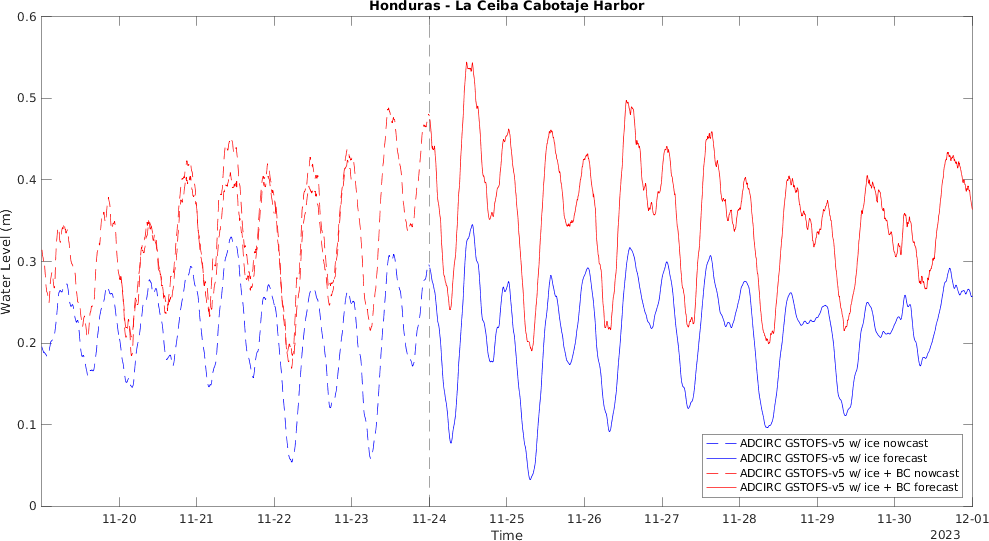 Honduras - La Ceiba Cabotaje Harbor
Water Level (m)
0.6
0.5
0.4
0.3
0.2
0.1
0
11-20
11-21
11-22
11-23
11-24
11-25
11-26
11-27
11-28
11-29
11-30
12-01
Time
2023
ADCIRC GSTOFS-v5 w/ ice nowcast
ADCIRC GSTOFS-v5 w/ ice forecast
ADCIRC GSTOFS-v5 w/ ice + BC nowcast
ADCIRC GSTOFS-v5 w/ ice + BC forecast